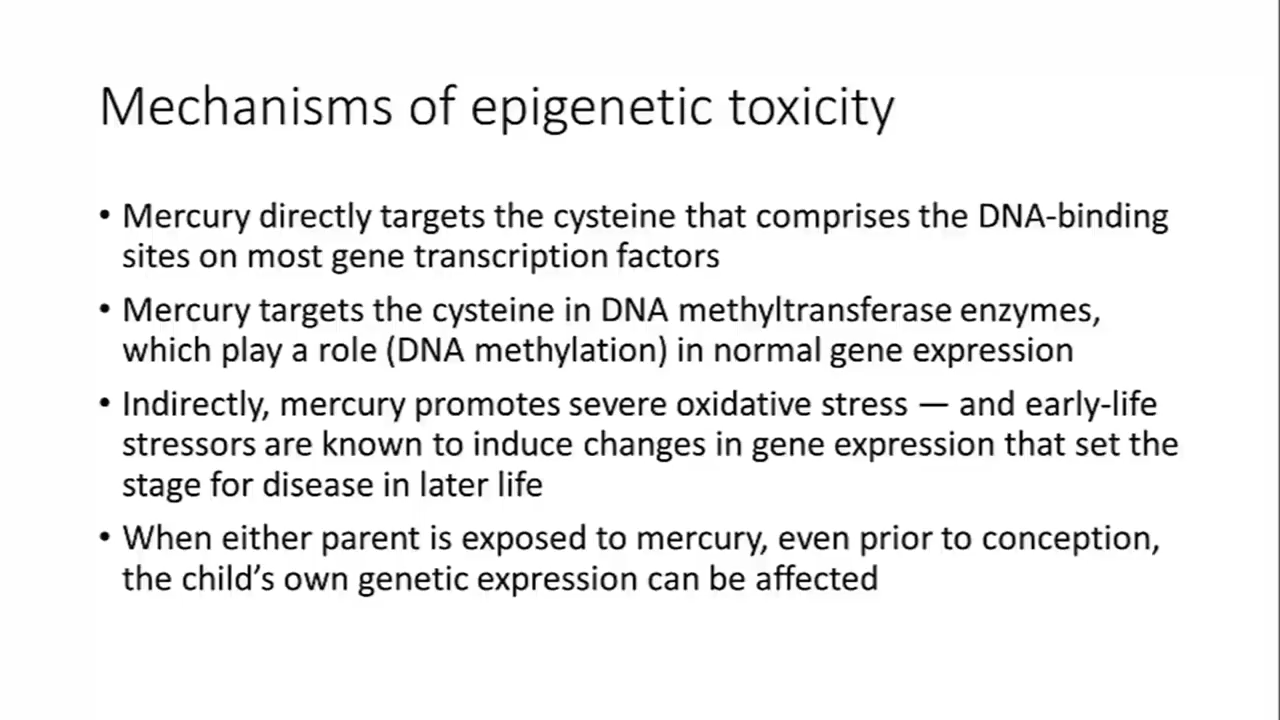 Mechanisms of epigenetic toxicity
• Mercury directly targets the cysteine that comprises the DNA-binding
sites on most gene transcription factors
• Mercury targets the cysteine in DNA methyltransferase enzymes,
which play a role (DNA methylation) in normal gene expression
• Indirectly, mercury promotes severe oxidative stress — and early-life
stressors are known to induce changes in gene expression that set the
stage for disease in later life
• When either parent is exposed to mercury, even prior to conception,
the child’s own genetic expression can be affected